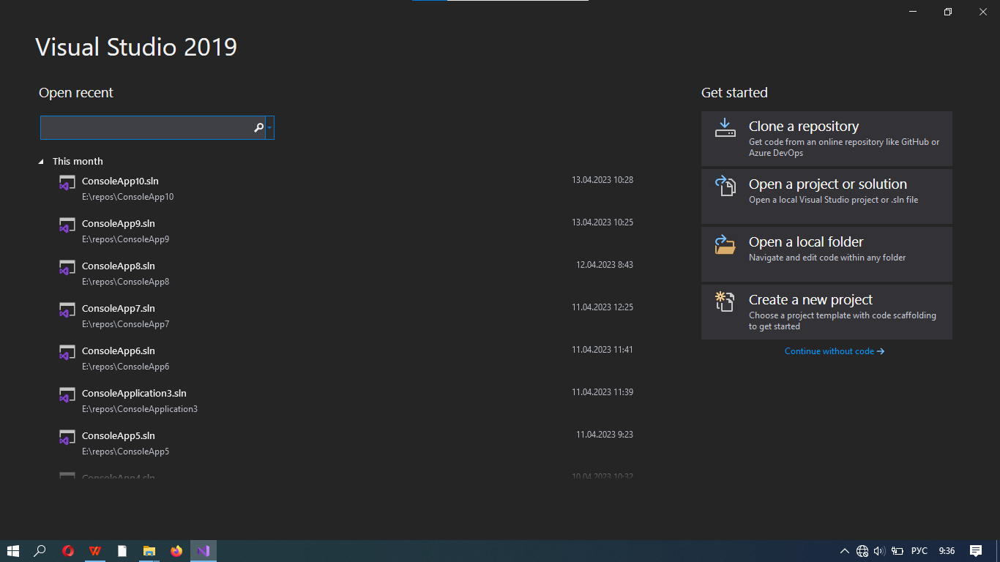 Visual Studio 2019
Open recent
This month
ConsoleApp10.sln
13.04.2023 10:28
E:\repos\ConsoleApp10
ConsoleApp9.sln
13.04.2023 10:25
E:\repos\ConsoleApp9
ConsoleApp8.sln
12.04.2023 8:43
E:\repos\ConsoleApp8
ConsoleApp7.sln
11.04.2023 12:25
E:\repos\ConsoleApp7
ConsoleApp6.sln
11.04.2023 11:41
E:\repos\ConsoleApp6
ConsoleApplication3.sln
11.04.2023 11:39
E:\repos\ConsoleApplication3
ConsoleApp5.sln
11.04.2023 9:23
E:\repos\ConsoleApp5
ConsoleApp4.sln
10.04.2023 10:32
Get started
Clone a repository
Get code from an online repository like GitHub or
Azure DevOps
Open a project or solution
Open a local Visual Studio project or .sln file
Open a local folder
Navigate and edit code within any folder
Create a new project
Choose a project template with code scaffolding
to get started
Continue without code
РУС
9:36